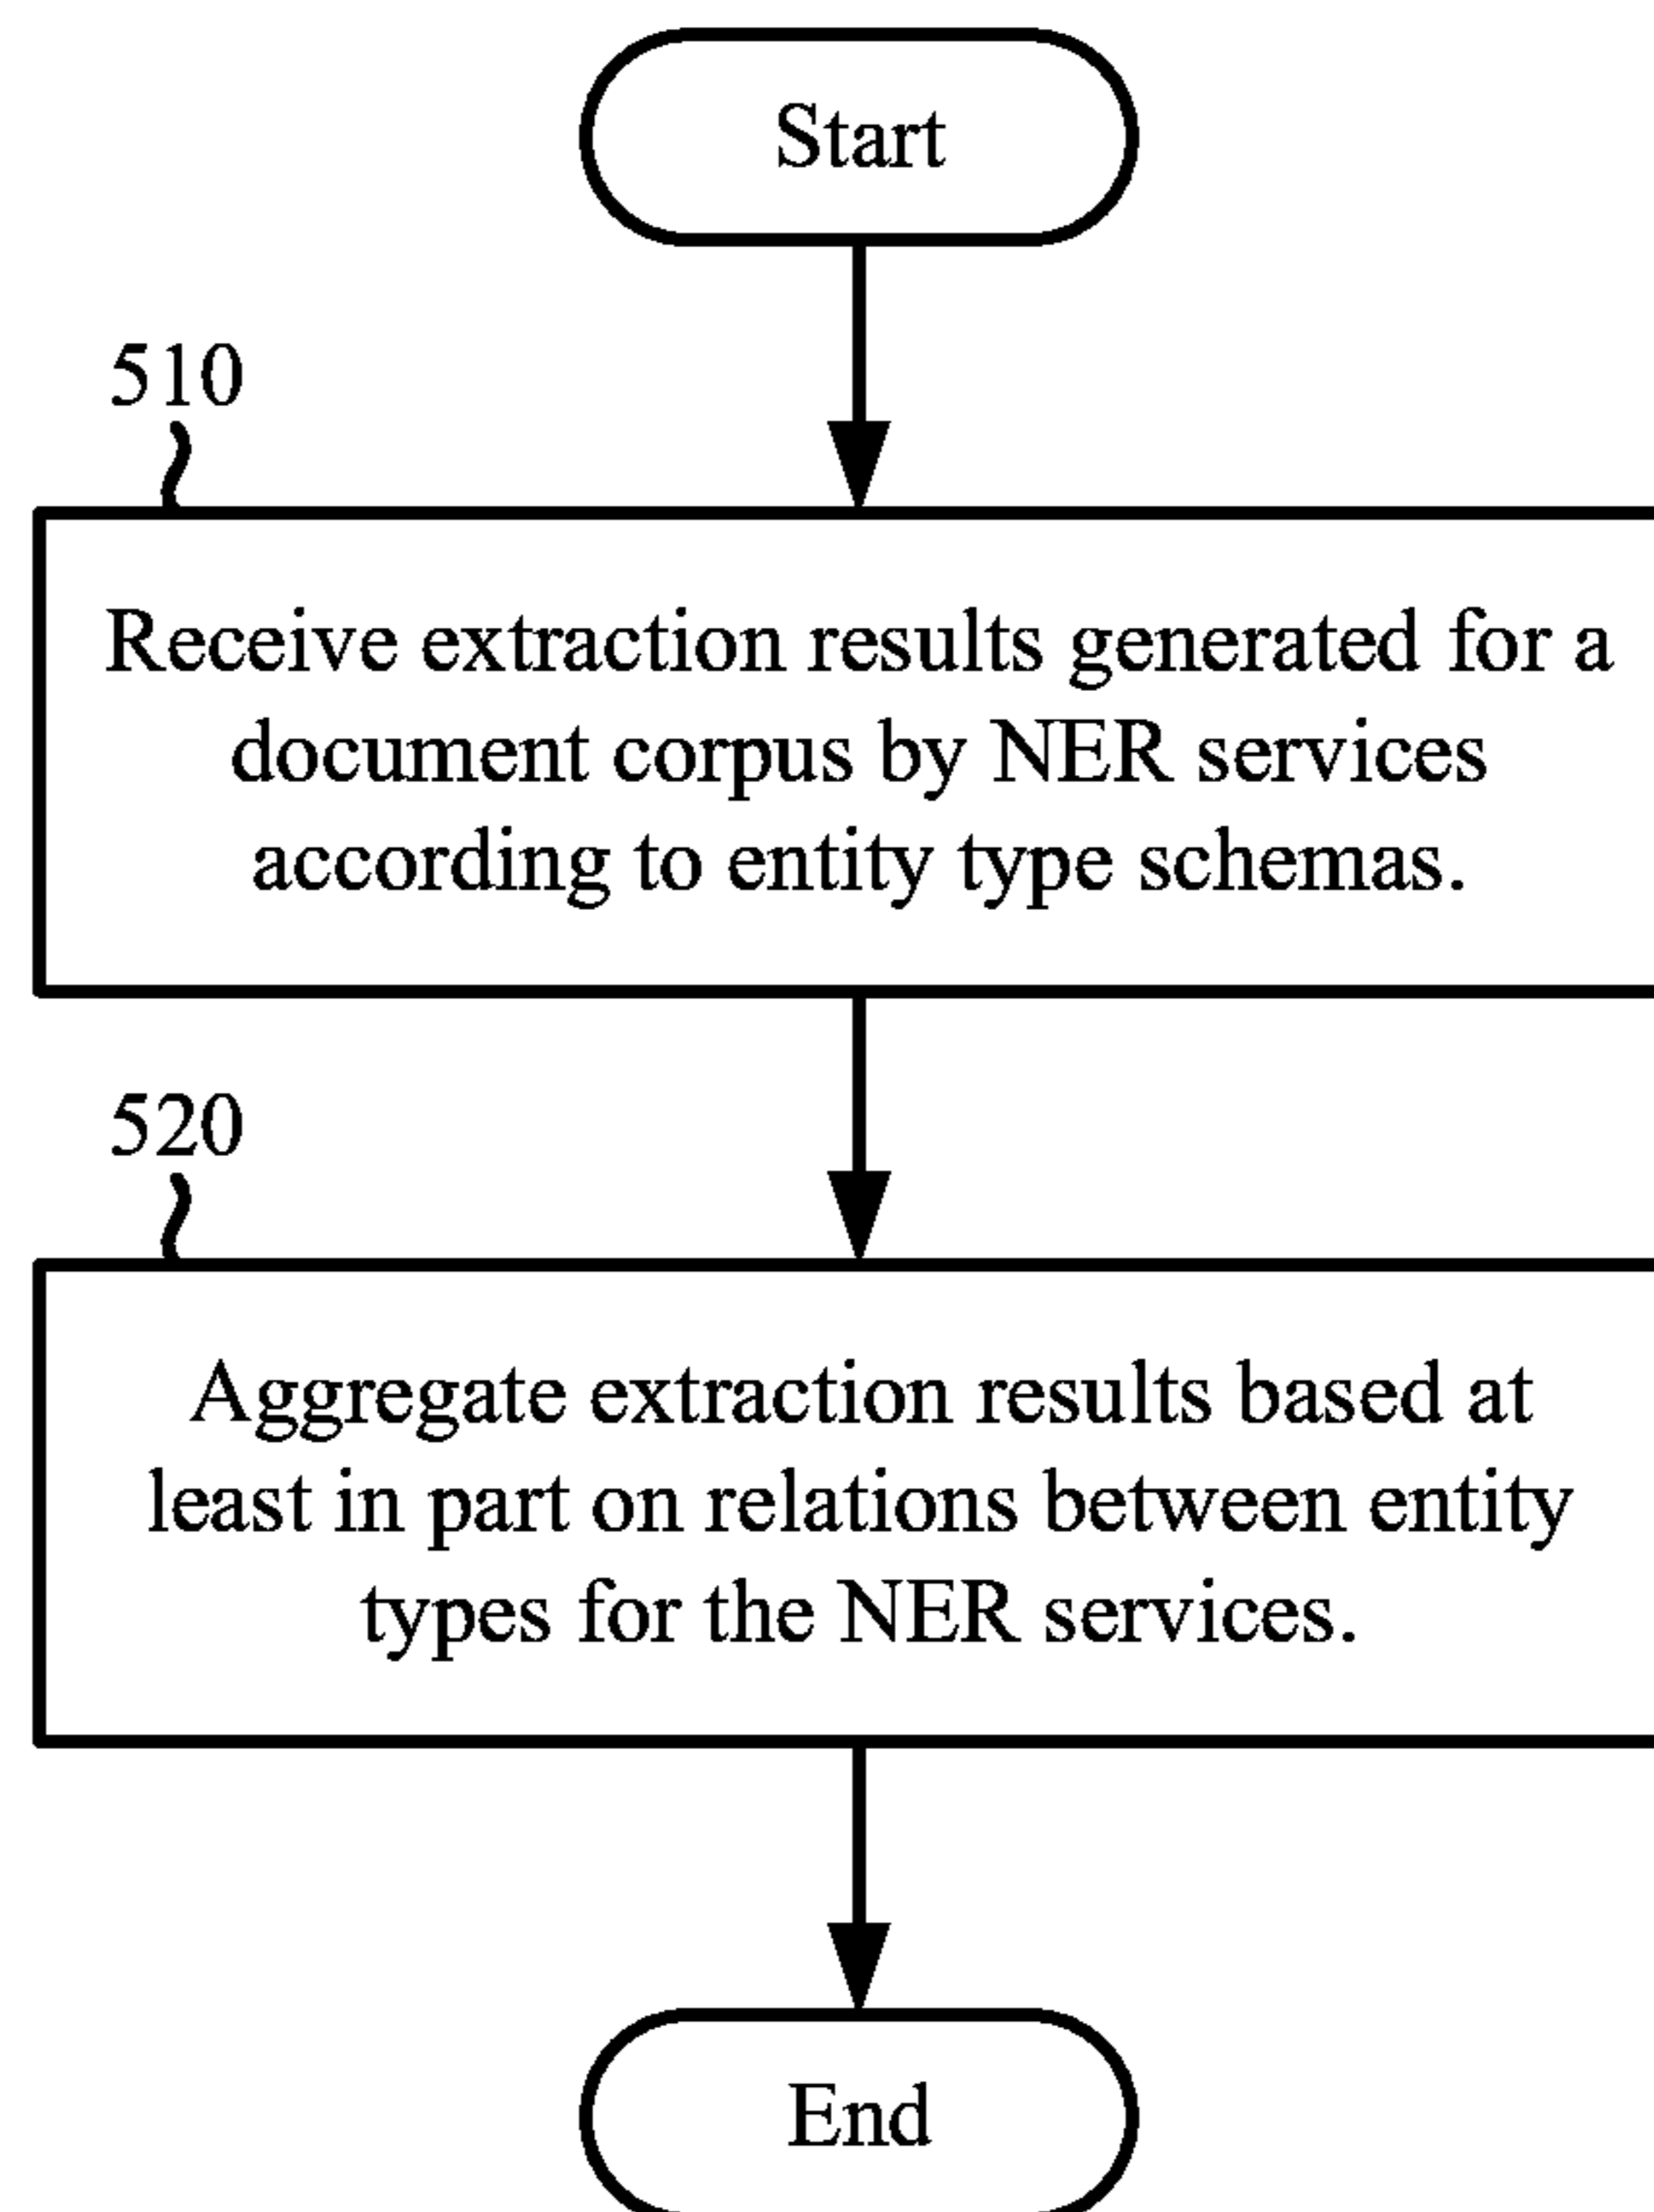 Start
510
Receive extraction results generated for a
document corpus by NER services
according to entity type schemas.
520
Aggregate extraction results based at
least in part on relations between entity
types for the NER services.
End